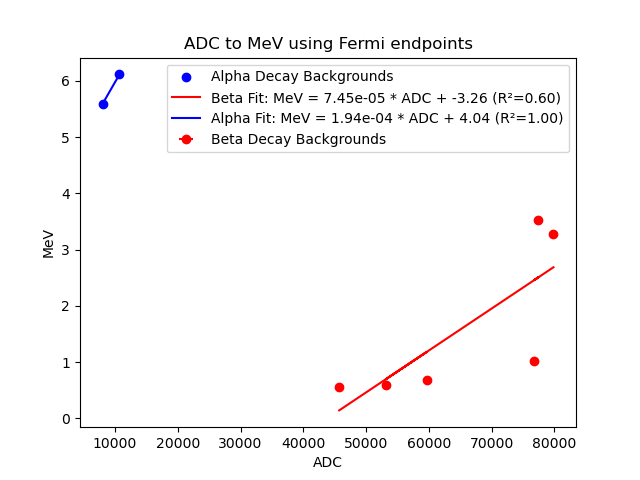 ADC to MeV using Fermi endpoints
Alpha Decay Backgrounds
Beta Fit: MeV = 7.45e-05 * ADC + -3.26 (R²=0.60)
Alpha Fit: MeV = 1.94e-04 * ADC + 4.04 (R²=1.00)
Beta Decay Backgrounds
MeV
6
5
4
3
2
1
0
10000 20000 30000 40000 50000 60000 70000 80000
ADC